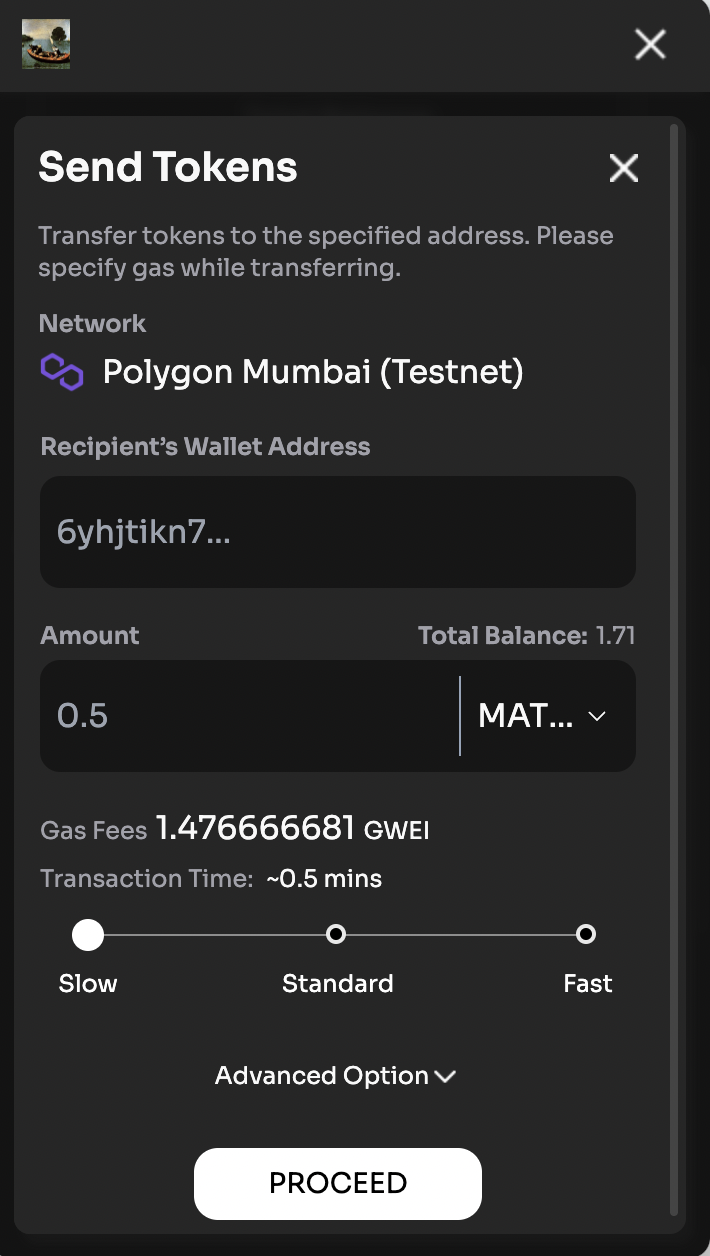 Send Tokens
Transfer tokens to the specified address. Please
specify gas while transferring.
Network
Polygon Mumbai (Testnet)
Recipient’s Wallet Address
6yhjtikn7...
Amount Total Balance: 1.71
0.5 MAT...
Gas Fees 1.476666681 GWEI
Transaction Time: ~0.5 mins
Slow Standard Fast
Advanced Option
PROCEED